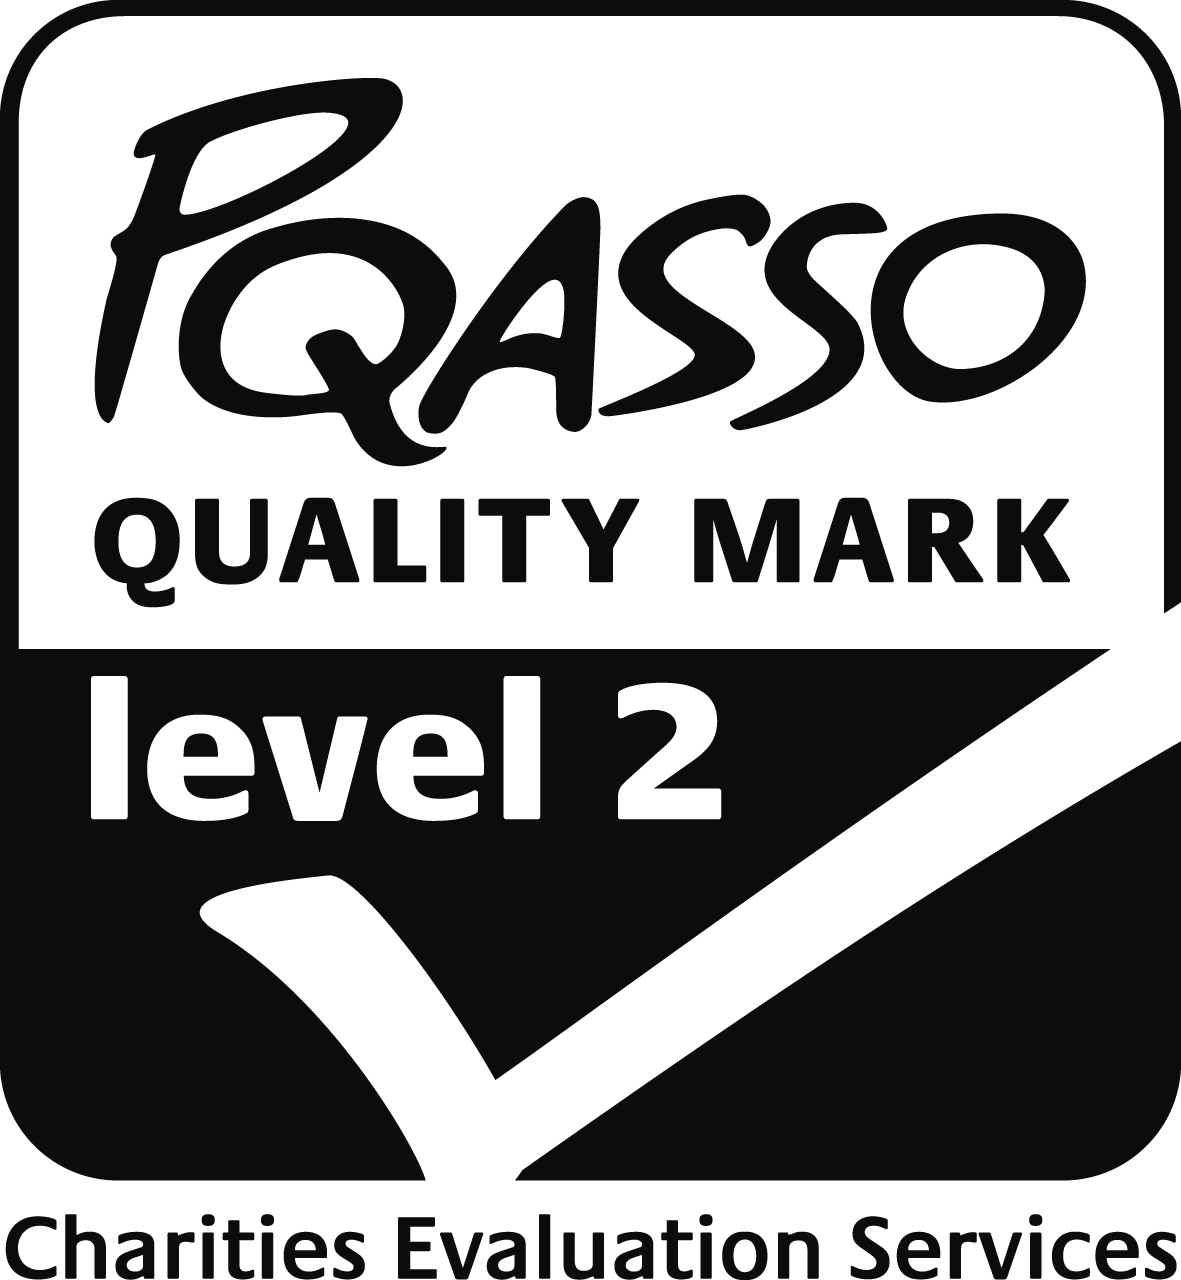 PQASSO
QUALITY MARK
level 2
Charities Evaluation Services